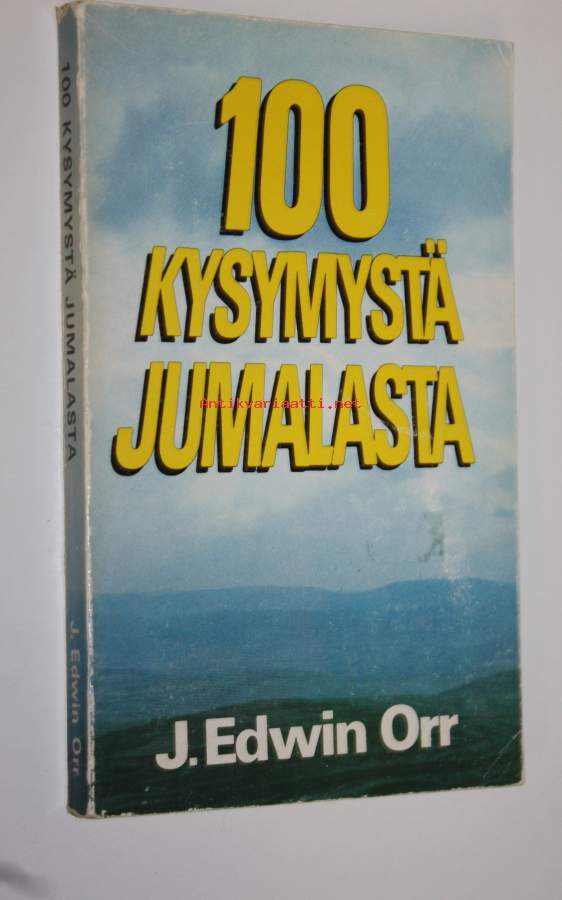 100 KYSYMYSTÄ JUMALASTA
J. Edwin Orr
100
KYSYMYSTÄ
JUMALASTA
Antikvariaatti.net
J. Edwin Orr